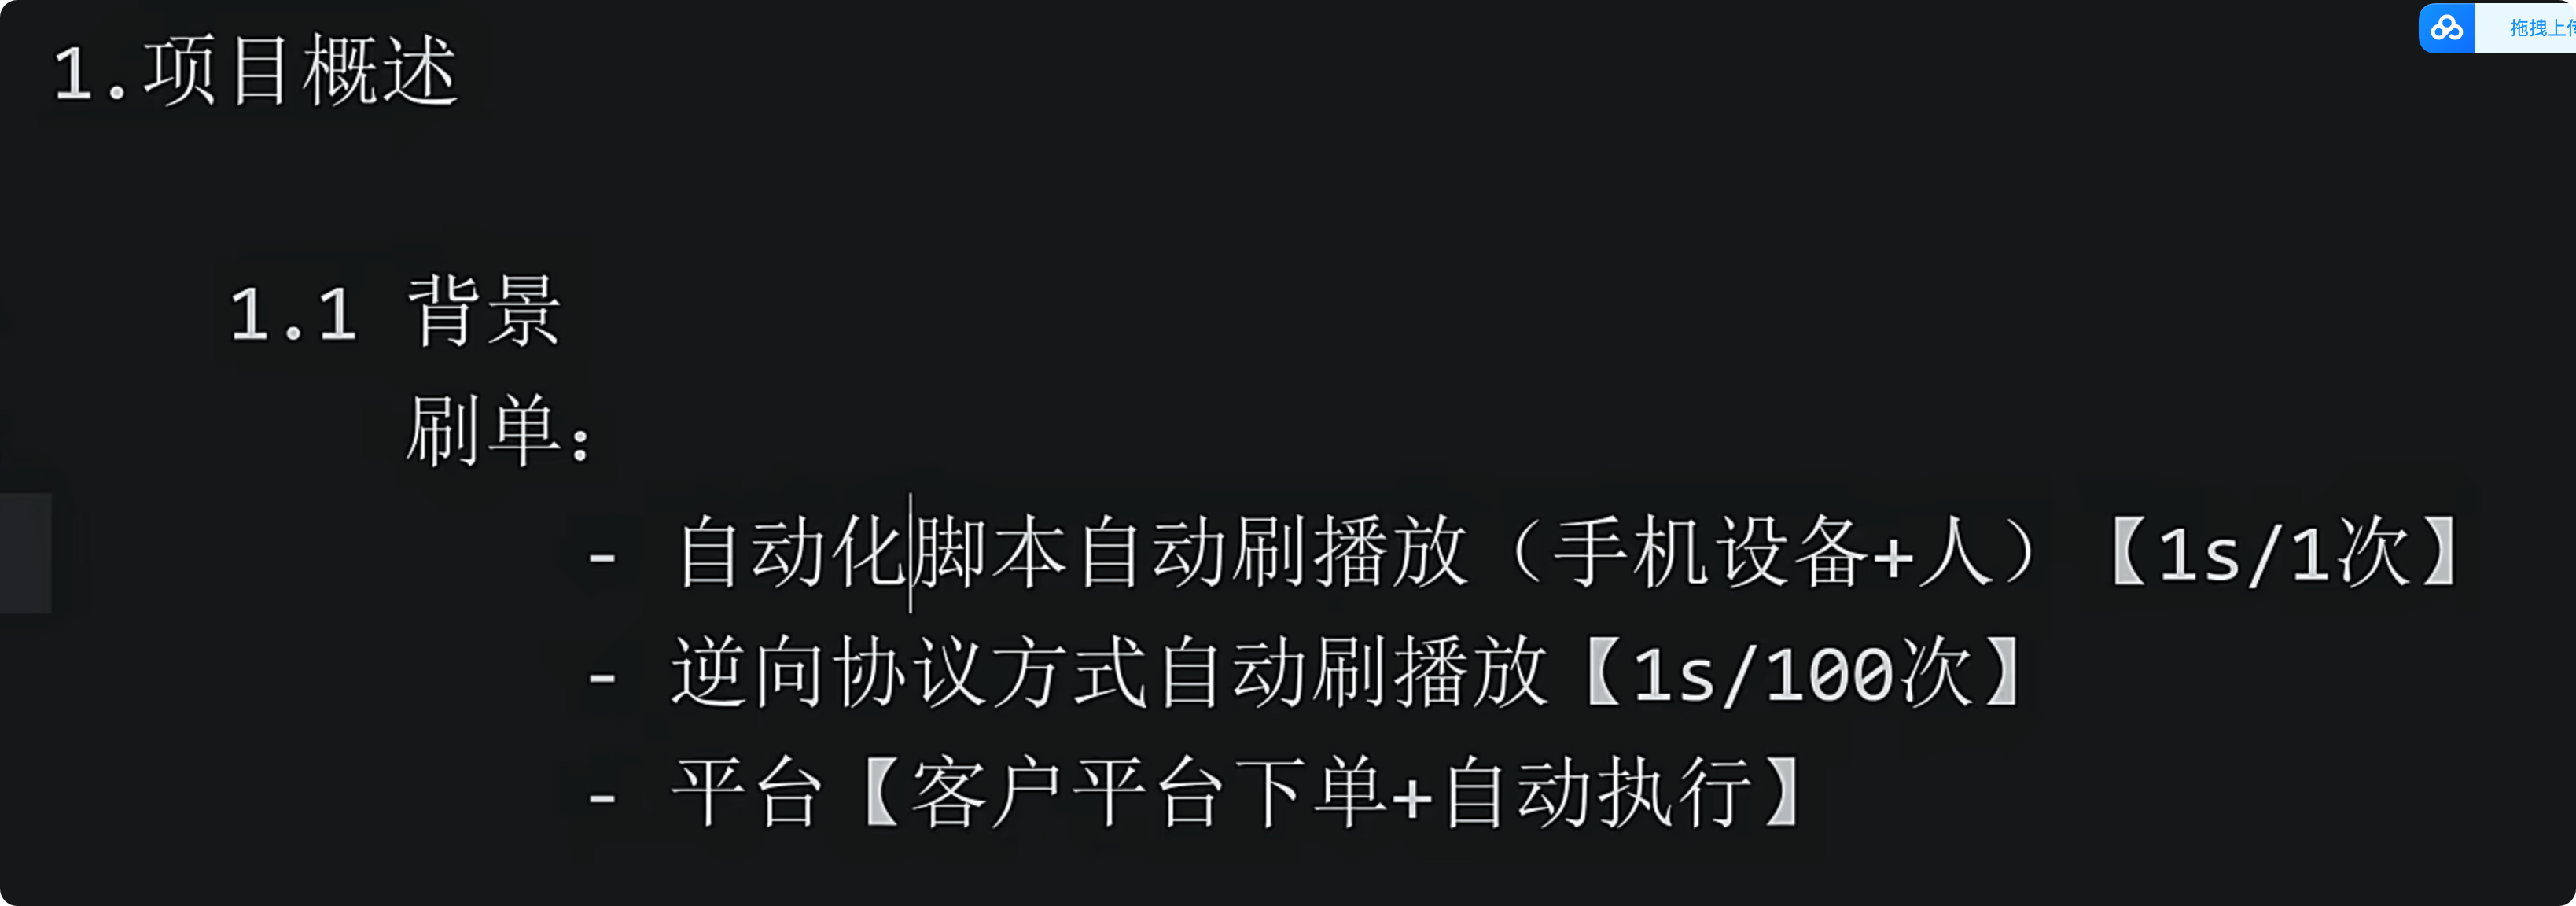 拖拽上传
1.项目概述
1.1 背景
刷单:
- 自动化脚本自动刷播放（手机设备+人）【1s/1次】
- 逆向协议方式自动刷播放【1s/100次】
- 平台【客户平台下单+自动执行】